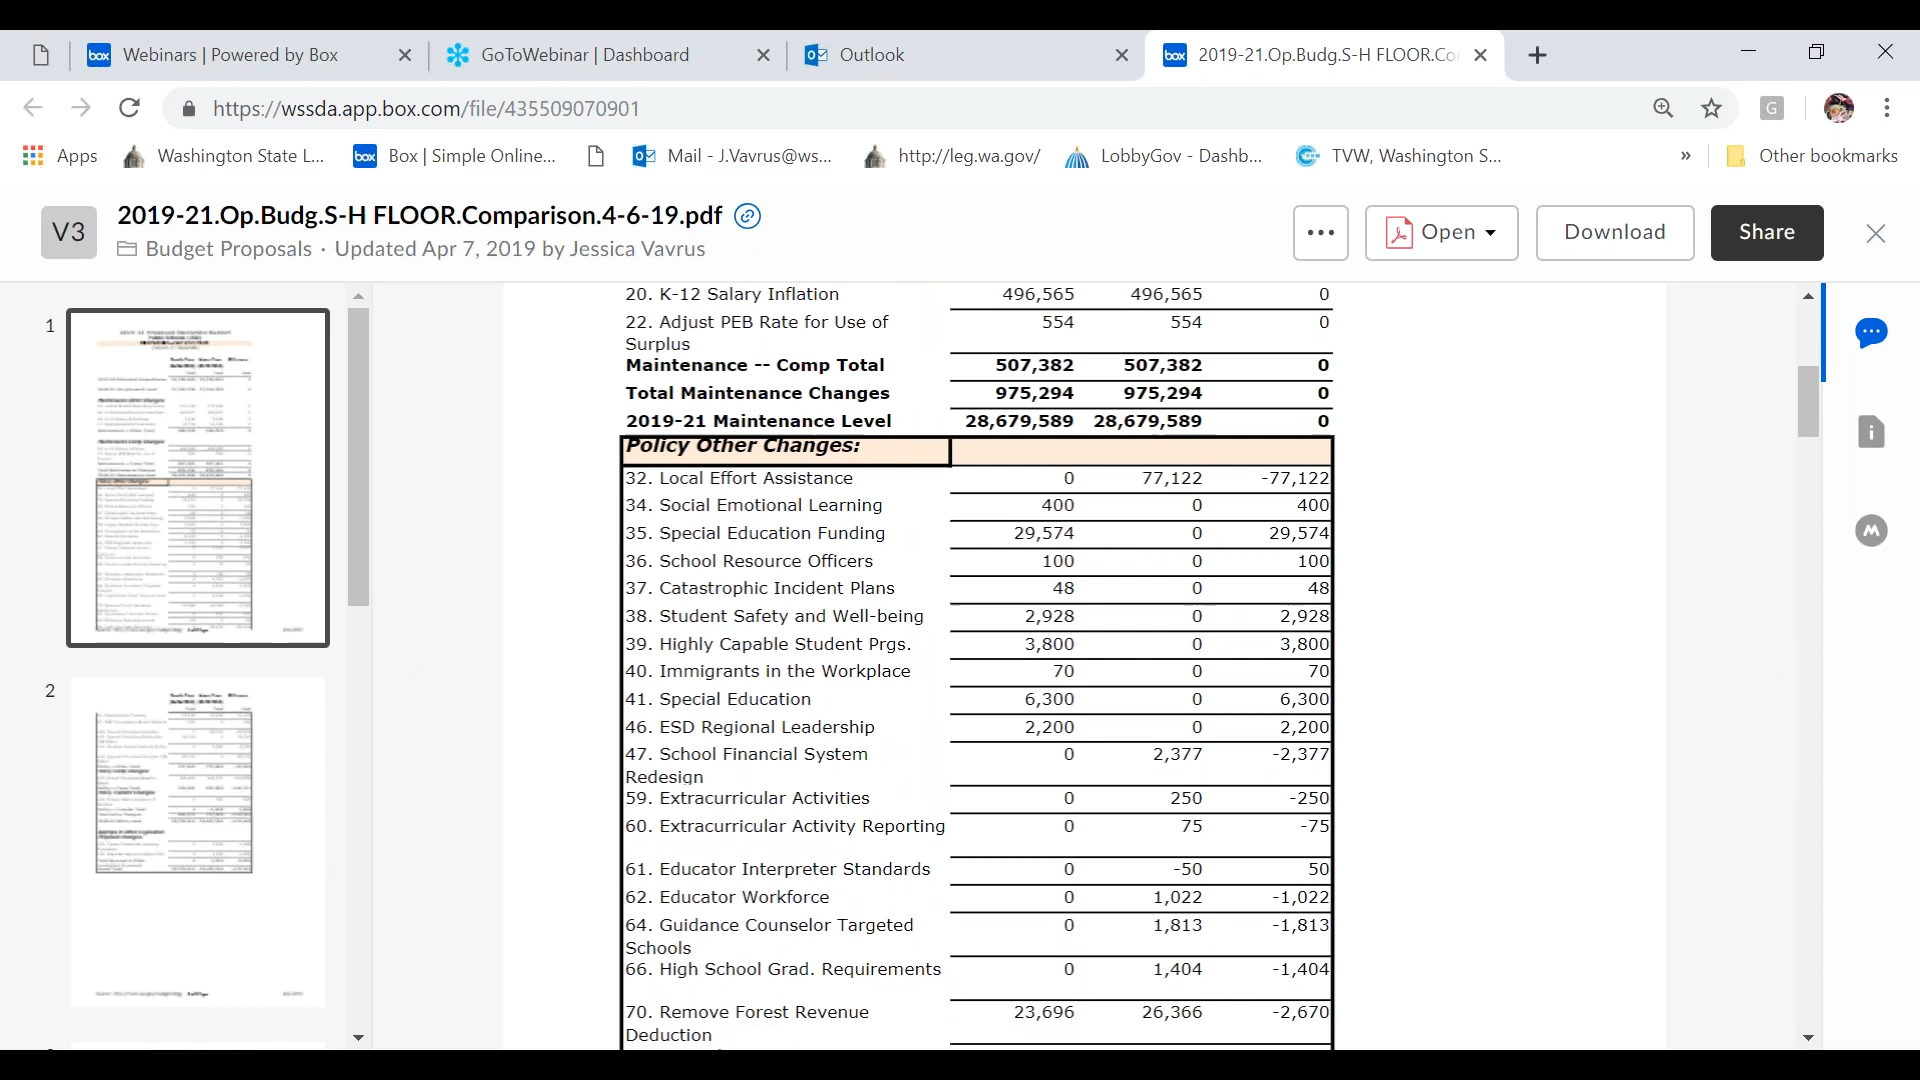 box Webinars | Powered by Box
GoToWebinar | Dashboard
Outlook
box 2019-21.Op.Budg.S-H FLOOR.Co
https://wssda.app.box.com/file/435509070901
G
Apps
Washington State L...
box Box | Simple Online...
Mail - J.Vavrus@ws...
http://leg.wa.gov/
LobbyGov - Dashb...
TVW, Washington S...
»
Other bookmarks
V3
2019-21.Op.Budg.S-H FLOOR.Comparison.4-6-19.pdf
Budget Proposals · Updated Apr 7, 2019 by Jessica Vavrus
Open
Download
Share
1
2
20. K-12 Salary Inflation 496,565 496,565 0
22. Adjust PEB Rate for Use of 554 554 0
Surplus
Maintenance -- Comp Total 507,382 507,382 0
Total Maintenance Changes 975,294 975,294 0
2019-21 Maintenance Level 28,679,589 28,679,589 0
Policy Other Changes:
32. Local Effort Assistance 0 77,122 -77,122
34. Social Emotional Learning 400 0 400
35. Special Education Funding 29,574 0 29,574
36. School Resource Officers 100 0 100
37. Catastrophic Incident Plans 48 0 48
38. Student Safety and Well-being 2,928 0 2,928
39. Highly Capable Student Prgs. 3,800 0 3,800
40. Immigrants in the Workplace 70 0 70
41. Special Education 6,300 0 6,300
46. ESD Regional Leadership 2,200 0 2,200
47. School Financial System 0 2,377 -2,377
Redesign
59. Extracurricular Activities 0 250 -250
60. Extracurricular Activity Reporting 0 75 -75
61. Educator Interpreter Standards 0 -50 50
62. Educator Workforce 0 1,022 -1,022
64. Guidance Counselor Targeted 0 1,813 -1,813
Schools
66. High School Grad. Requirements 0 1,404 -1,404
70. Remove Forest Revenue 23,696 26,366 -2,670
Deduction